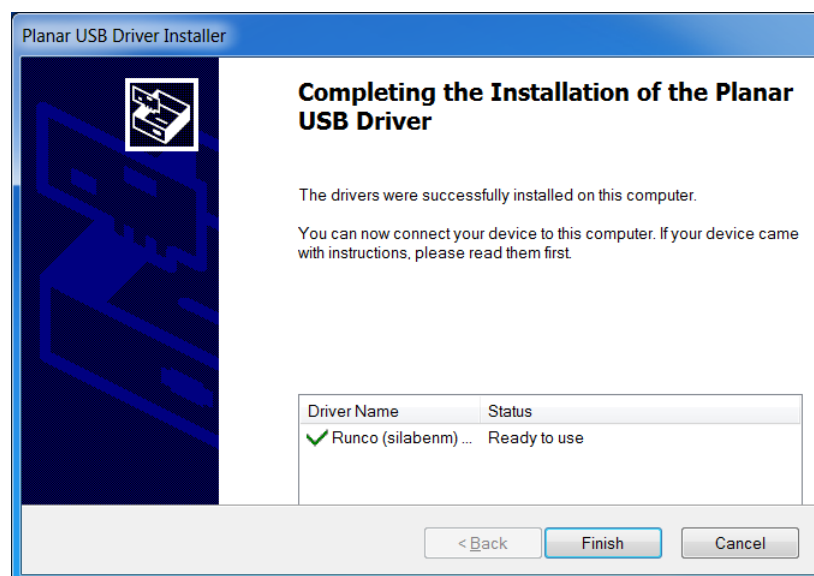 Planar USB Driver Installer
Completing the Installation of the Planar
USB Driver
The drivers were successfully installed on this computer.
You can now connect your device to this computer. If your device came
with instructions, please read them first.
Driver Name Status
Runco (silabenm) ... Ready to use
< Back Finish Cancel